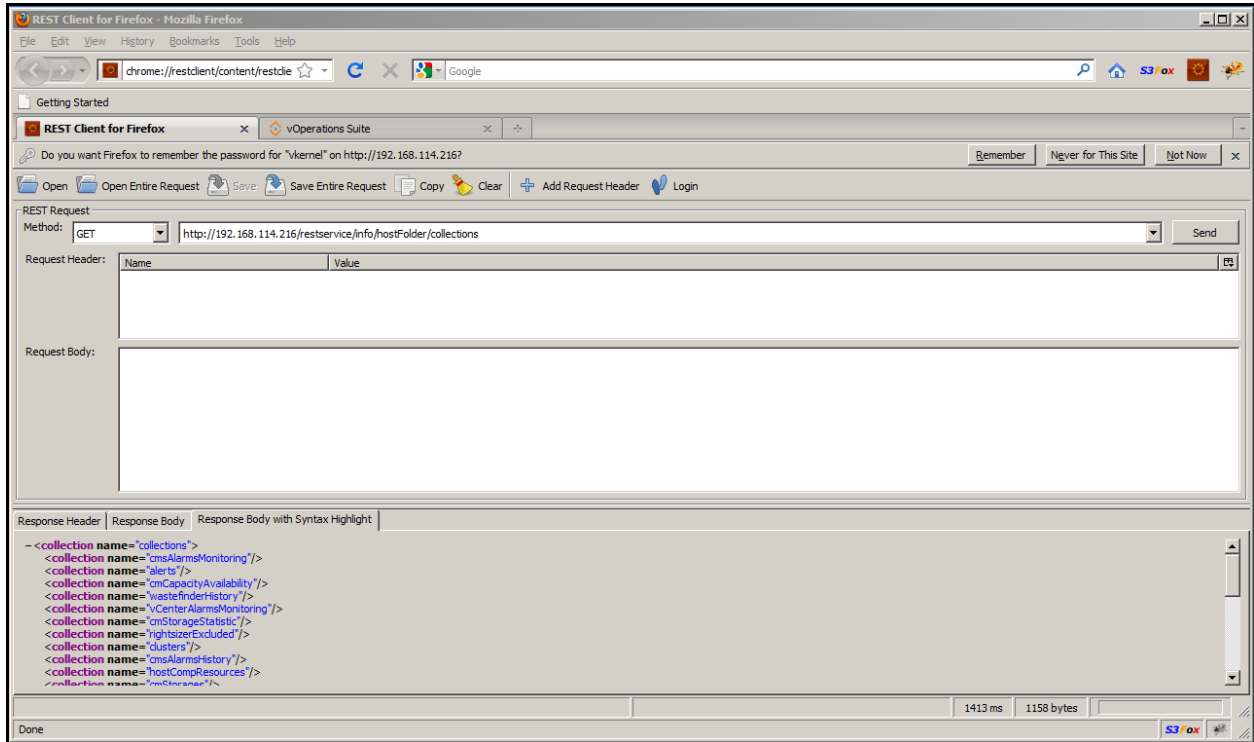 REST Client for Firefox - Mozilla Firefox
File Edit View History Bookmarks Tools Help
chrome://restclient/content/restclie Google S3Fox
Getting Started
REST Client for Firefox vOperations Suite
Do you want Firefox to remember the password for "vkernel" on http://192.168.114.216? Remember Never for This Site Not Now
Open Open Entire Request Save Save Entire Request Copy Clear Add Request Header Login
REST Request
Method: GET http://192.168.114.216/restservice/info/hostFolder/collections Send
Request Header: Name Value
Request Body:
Response Header Response Body Response Body with Syntax Highlight
-<collection name="collections">
<collection name="cmsAlarmsMonitoring"/>
<collection name="alerts"/>
<collection name="cmCapacityAvailability"/>
<collection name="wastefinderHistory"/>
<collection name="vCenterAlarmsMonitoring"/>
<collection name="cmStorageStatistic"/>
<collection name="rightsizerExcluded"/>
<collection name="clusters"/>
<collection name="cmsAlarmsHistory"/>
<collection name="hostCompResources"/>
<collection name="cmStorages"/>
1413 ms 1158 bytes
Done S3Fox